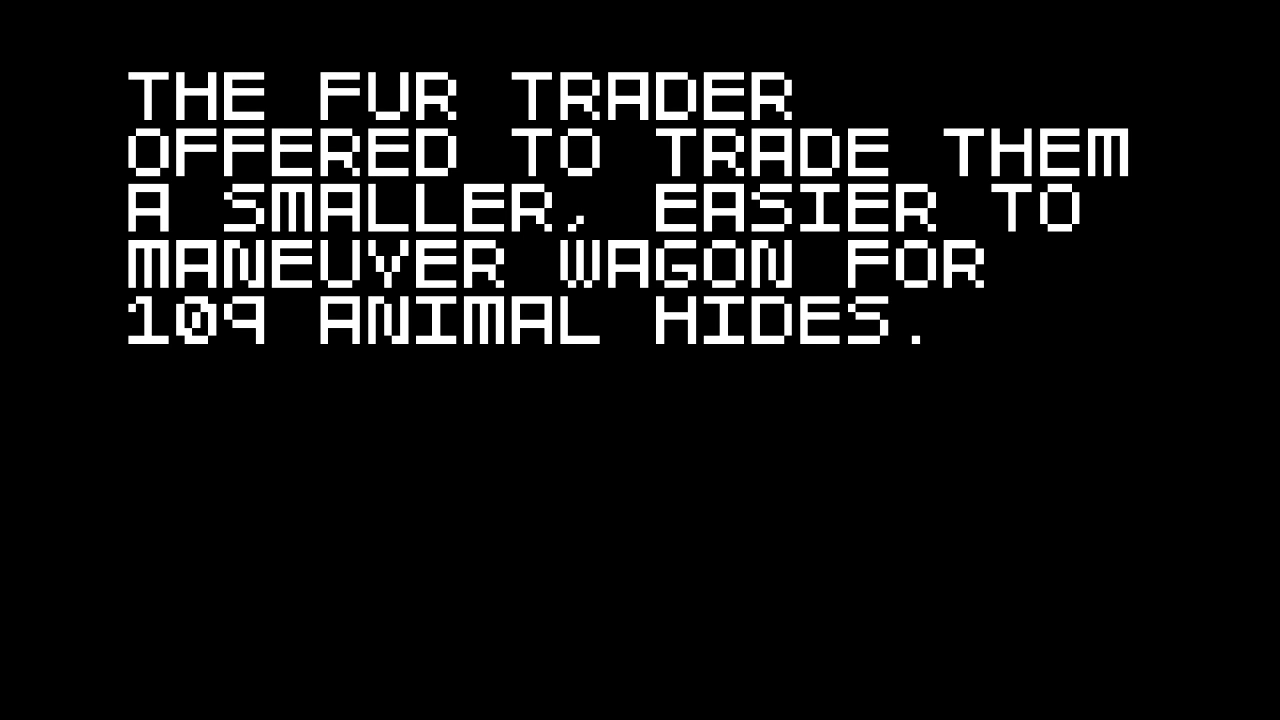 THE FUR TRADER
OFFERED TO TRADE THEM
A SMALLER, EASIER TO
MANEUVER WAGON FOR
109 ANIMAL HIDES.